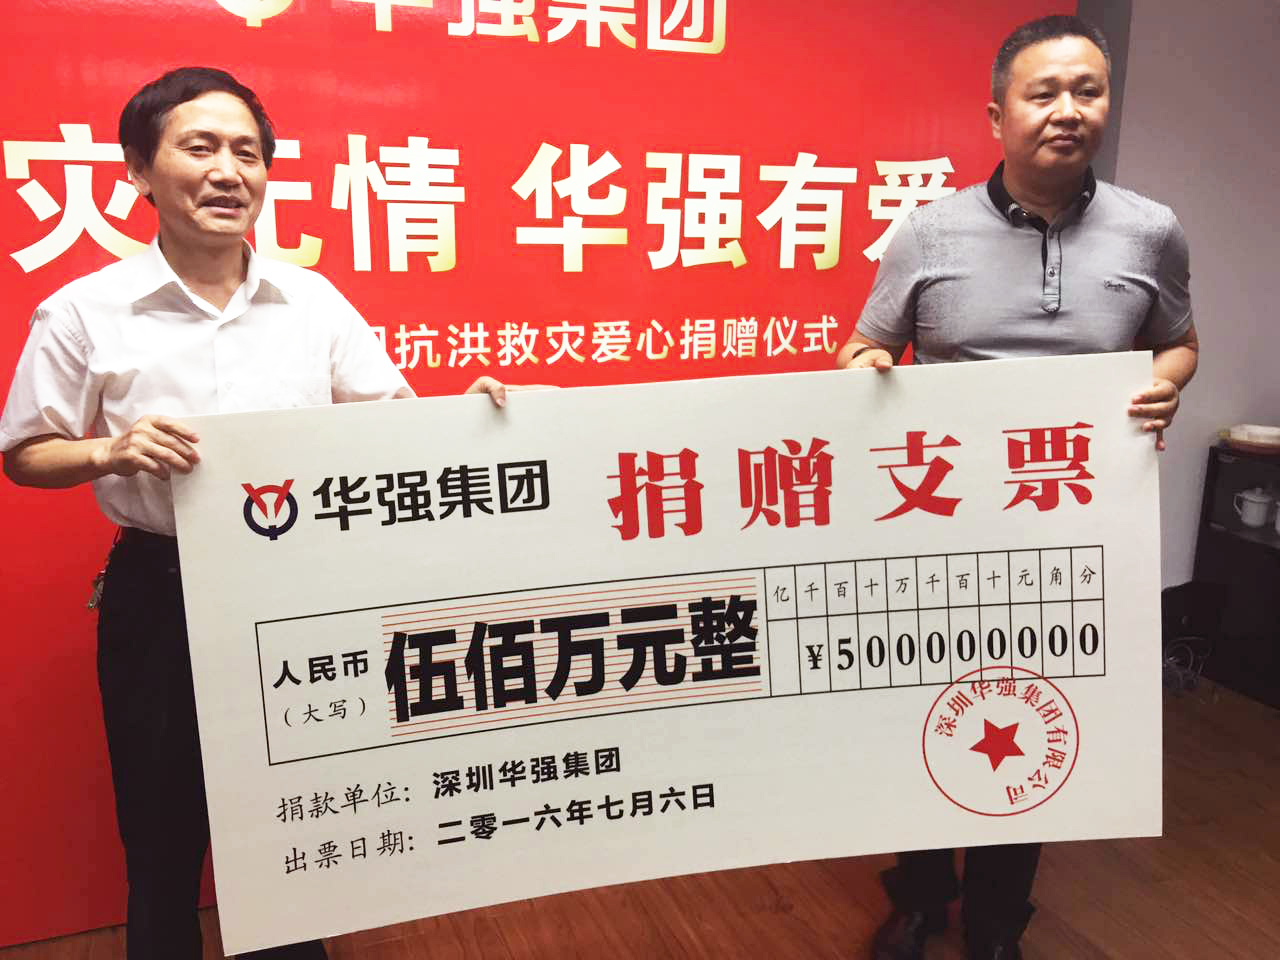 华强集团
灾无情 华强有爱
抗洪救灾爱心捐赠仪式
华强集团 捐赠支票
人民币
（大写）
伍佰万元整
亿千百十万千百十元角分
¥500000000
捐款单位：深圳华强集团
出票日期：二零一六年七月六日
深圳华强集团有限公司